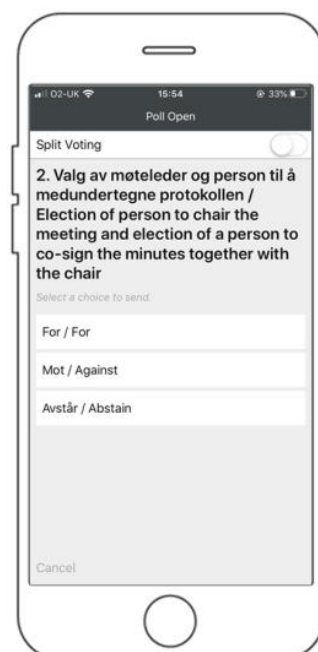 O2-UK 15:54 33%
Poll Open
Split Voting
2. Valg av møteleder og person til å
medundertegne protokollen /
Election of person to chair the
meeting and election of a person to
co-sign the minutes together with
the chair
Select a choice to send.
For / For
Mot / Against
Avstår / Abstain
Cancel